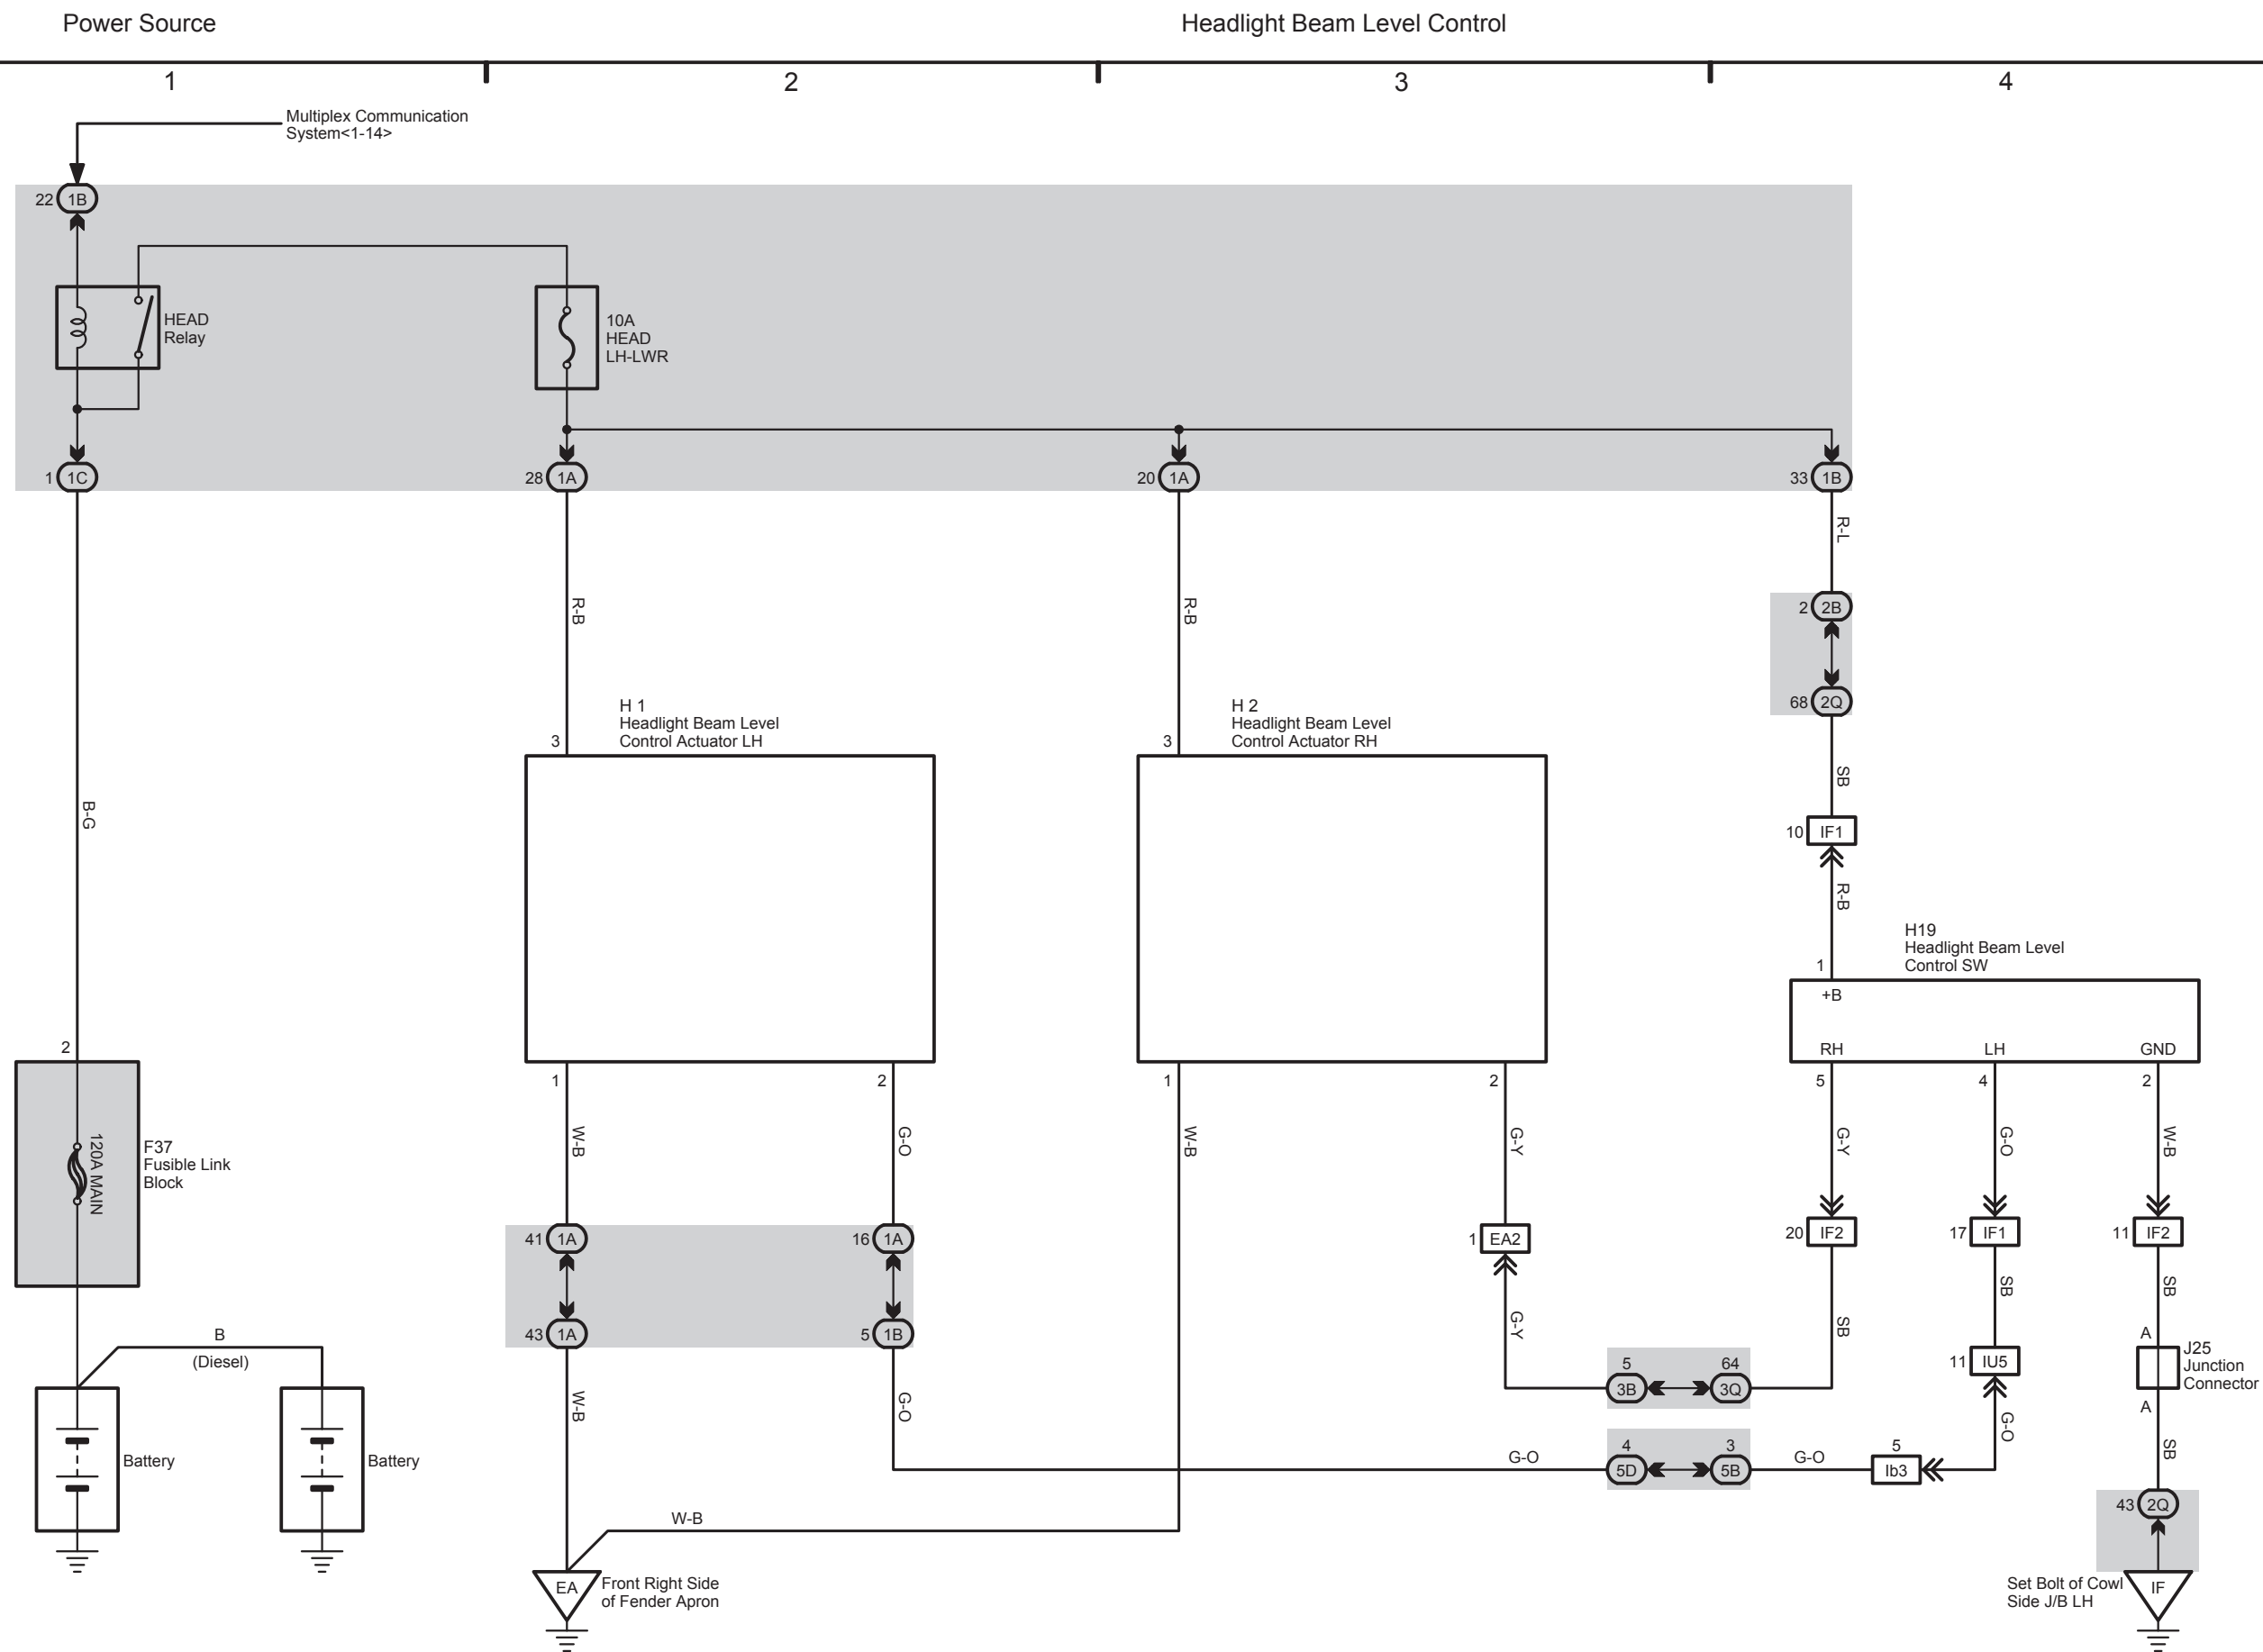 Power Source
Headlight Beam Level Control
1
2
3
4
Multiplex Communication
System<1-14>
22
1B
HEAD
Relay
10A
HEAD
LH-LWR
1
1C
28
1A
20
1A
33
1B
R-L
R-B
R-B
2
2B
68
2Q
SB
10
IF1
R-B
B-G
H 1
Headlight Beam Level
Control Actuator LH
3
H 2
Headlight Beam Level
Control Actuator RH
3
H19
Headlight Beam Level
Control SW
1
+B
RH
LH
GND
2
1
2
1
2
5
4
2
120A MAIN
F37
Fusible Link
Block
W-B
G-O
W-B
G-Y
G-Y
G-O
W-B
41
1A
16
1A
1
EA2
20
IF2
17
IF1
11
IF2
43
1A
5
1B
G-Y
SB
SB
SB
B
(Diesel)
11
IU5
A
J25
Junction
Connector
A
5
3B
64
3Q
W-B
G-O
G-O
SB
Battery
Battery
G-O
4
5D
3
5B
G-O
5
Ib3
43
2Q
W-B
EA
Front Right Side
of Fender Apron
Set Bolt of Cowl
Side J/B LH
IF